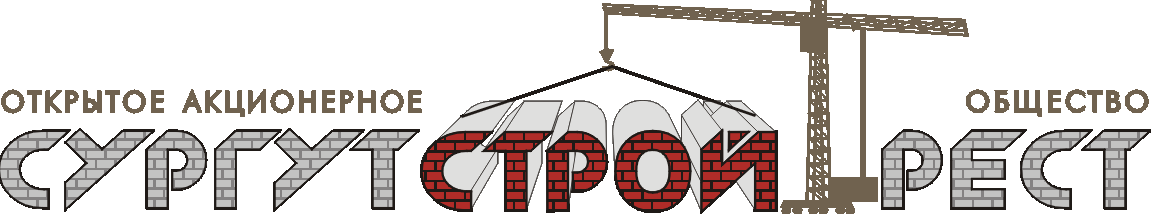 ОТКРЫТОЕ АКЦИОНЕРНОЕ ОБЩЕСТВО
СУРГУТСТРОЙТРЕСТ